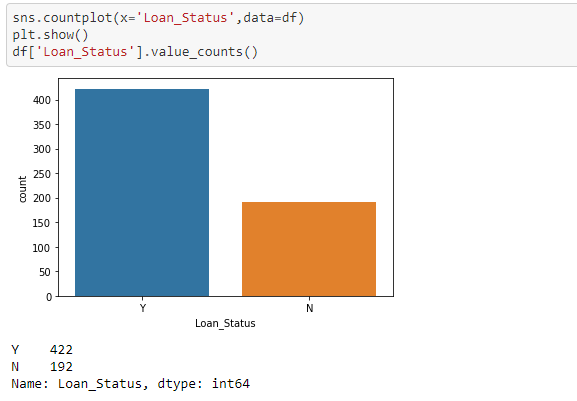 sns.countplot(x='Loan_Status',data=df)
plt.show()
df['Loan_Status'].value_counts()
400
350
300
250
200
150
100
50
0
count
Y N
Loan_Status
Y 422
N 192
Name: Loan_Status, dtype: int64